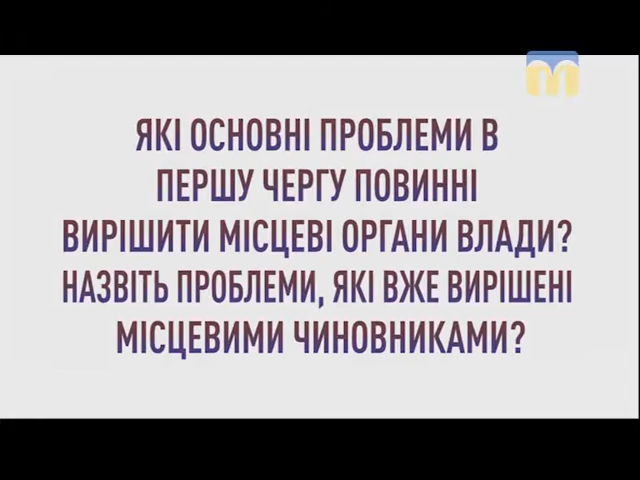 ЯКІ ОСНОВНІ ПРОБЛЕМИ В
ПЕРШУ ЧЕРГУ ПОВИННІ
ВИРІШИТИ МІСЦЕВІ ОРГАНИ ВЛАДИ?
НАЗВІТЬ ПРОБЛЕМИ, ЯКІ ВЖЕ ВИРІШЕНІ
МІСЦЕВИМИ ЧИНОВНИКАМИ?